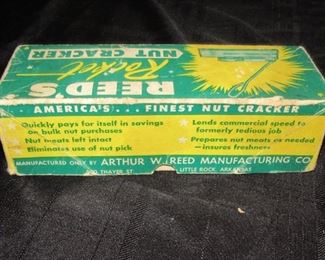 REED'S
Rocket
NUT CRACKER
AMERICA'S...FINEST NUT CRACKER
Quickly pays for itself in savings
on bulk nut purchases
Nut meats left intact
Eliminates use of nut pick
Lends commercial speed to
formerly tedious job
Prepares nut meats as needed
—insures freshness
MANUFACTURED ONLY BY ARTHUR W. REED MANUFACTURING CO
THAYER ST. LITTLE ROCK, ARKANSAS